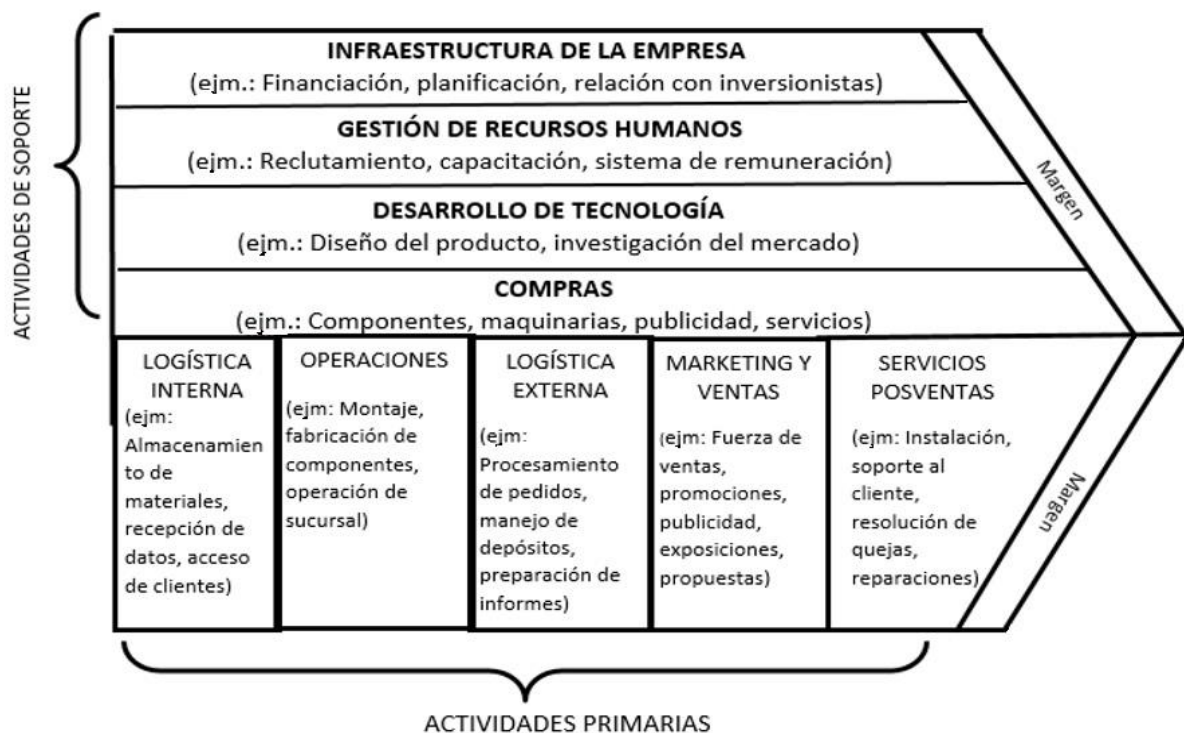 ACTIVIDADES DE SOPORTE
INFRAESTRUCTURA DE LA EMPRESA
(ejm.: Financiación, planificación, relación con inversionistas)
GESTIÓN DE RECURSOS HUMANOS
(ejm.: Reclutamiento, capacitación, sistema de remuneración)
DESARROLLO DE TECNOLOGÍA
(ejm.: Diseño del producto, investigación del mercado)
COMPRAS
(ejm.: Componentes, maquinarias, publicidad, servicios)
Margen
LOGÍSTICA
INTERNA
(ejm:
Almacenamien
to de
materiales,
recepción de
datos, acceso
de clientes)
OPERACIONES
(ejm: Montaje,
fabricación de
componentes,
operación de
sucursal)
LOGÍSTICA
EXTERNA
(ejm:
Procesamiento
de pedidos,
manejo de
depósitos,
preparación de
informes)
MARKETING Y
VENTAS
(ejm: Fuerza de
ventas,
promociones,
publicidad,
exposiciones,
propuestas)
SERVICIOS
POSVENTAS
(ejm: Instalación,
soporte al
cliente,
resolución de
quejas,
reparaciones)
Margen
ACTIVIDADES PRIMARIAS